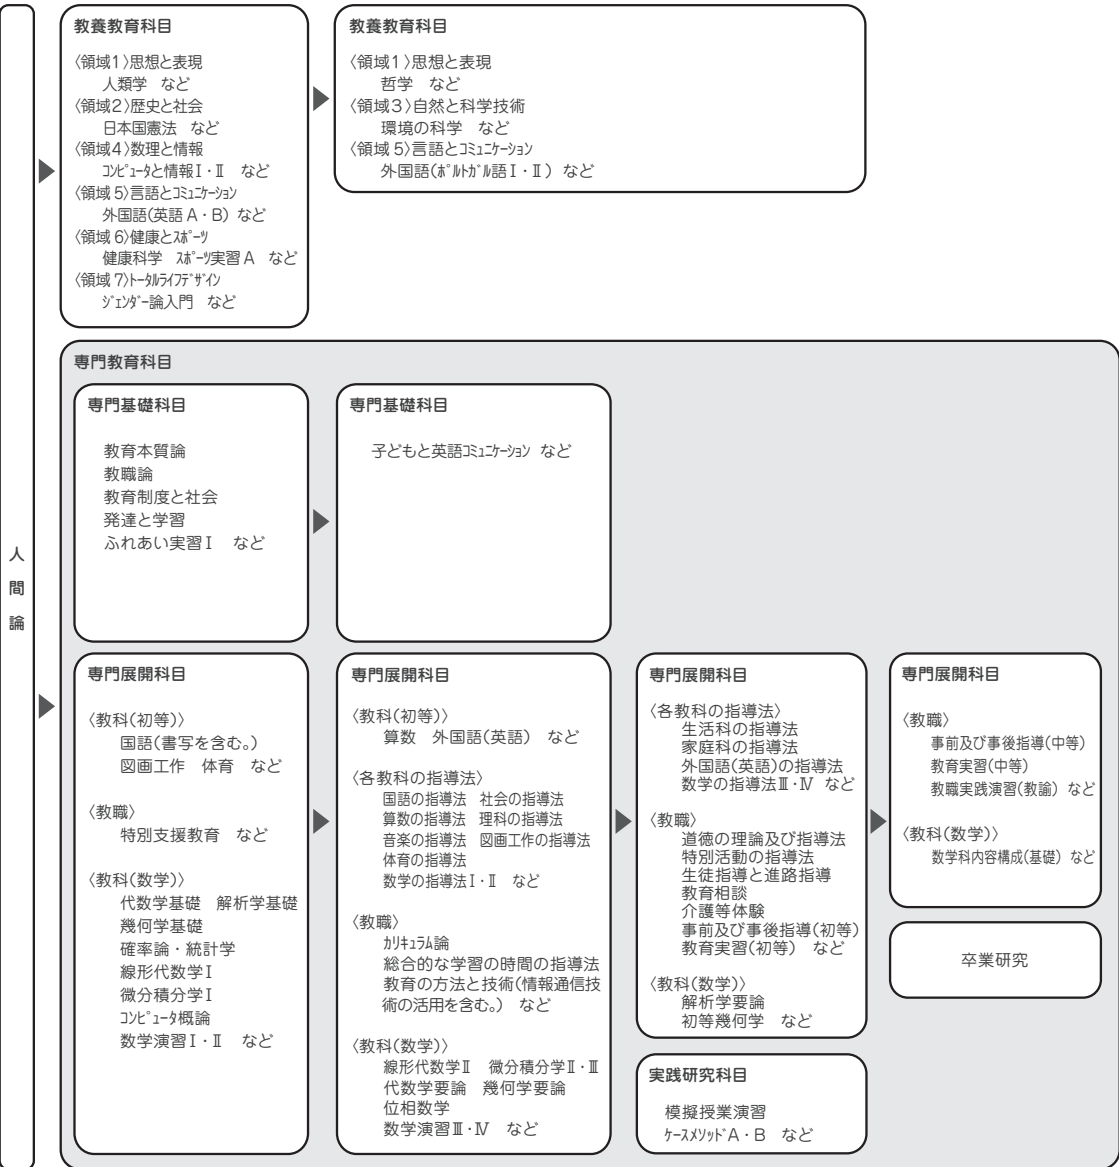 人間論
教養教育科目
〈領域1〉思想と表現
人類学　など
〈領域2〉歴史と社会
日本国憲法　など
〈領域4〉数理と情報
ｺﾝﾋﾟｭｰﾀと情報Ⅰ・Ⅱ　など
〈領域5〉言語とｺﾐｭﾆｹｰｼｮﾝ
外国語(英語A・B) など
〈領域6〉健康とｽﾎﾟｰﾂ
健康科学　ｽﾎﾟｰﾂ実習A　など
〈領域7〉ﾄｰﾀﾙﾗｲﾌﾃﾞｻﾞｲﾝ
ｼﾞｪﾝﾀﾞｰ論入門　など
教養教育科目
〈領域1〉思想と表現
哲学　など
〈領域3〉自然と科学技術
環境の科学　など
〈領域5〉言語とｺﾐｭﾆｹｰｼｮﾝ
外国語(ﾎﾟﾙﾄｶﾞﾙ語Ⅰ・Ⅱ) など
専門教育科目
専門基礎科目
教育本質論
教職論
教育制度と社会
発達と学習
ふれあい実習Ⅰ　など
専門基礎科目
子どもと英語ｺﾐｭﾆｹｰｼｮﾝ など
専門展開科目
〈教科(初等)〉
国語(書写を含む。)
図画工作　体育　など
〈教職〉
特別支援教育　など
〈教科(数学)〉
代数学基礎　解析学基礎
幾何学基礎
確率論・統計学
線形代数学Ⅰ
微分積分学Ⅰ
ｺﾝﾋﾟｭｰﾀ概論
数学演習Ⅰ・Ⅱ　など
専門展開科目
〈教科(初等)〉
算数　外国語(英語)　など
〈各教科の指導法〉
国語の指導法　社会の指導法
算数の指導法　理科の指導法
音楽の指導法　図画工作の指導法
体育の指導法
数学の指導法Ⅰ・Ⅱ　など
〈教職〉
ｶﾘｷｭﾗﾑ論
総合的な学習の時間の指導法
教育の方法と技術(情報通信技
術の活用を含む。)　など
〈教科(数学)〉
線形代数学Ⅱ　微分積分学Ⅱ・Ⅲ
代数学要論　幾何学要論
位相数学
数学演習Ⅲ・Ⅳ　など
専門展開科目
〈各教科の指導法〉
生活科の指導法
家庭科の指導法
外国語(英語)の指導法
数学の指導法Ⅲ・Ⅳ など
〈教職〉
道徳の理論及び指導法
特別活動の指導法
生徒指導と進路指導
教育相談
介護等体験
事前及び事後指導(初等)
教育実習(初等)　など
〈教科(数学)〉
解析学要論
初等幾何学　など
実践研究科目
模擬授業演習
ｹｰｽﾒｿｯﾄﾞA・B　など
専門展開科目
〈教職〉
事前及び事後指導(中等)
教育実習(中等)
教職実践演習(教諭) など
〈教科(数学)〉
数学科内容構成(基礎) など
卒業研究